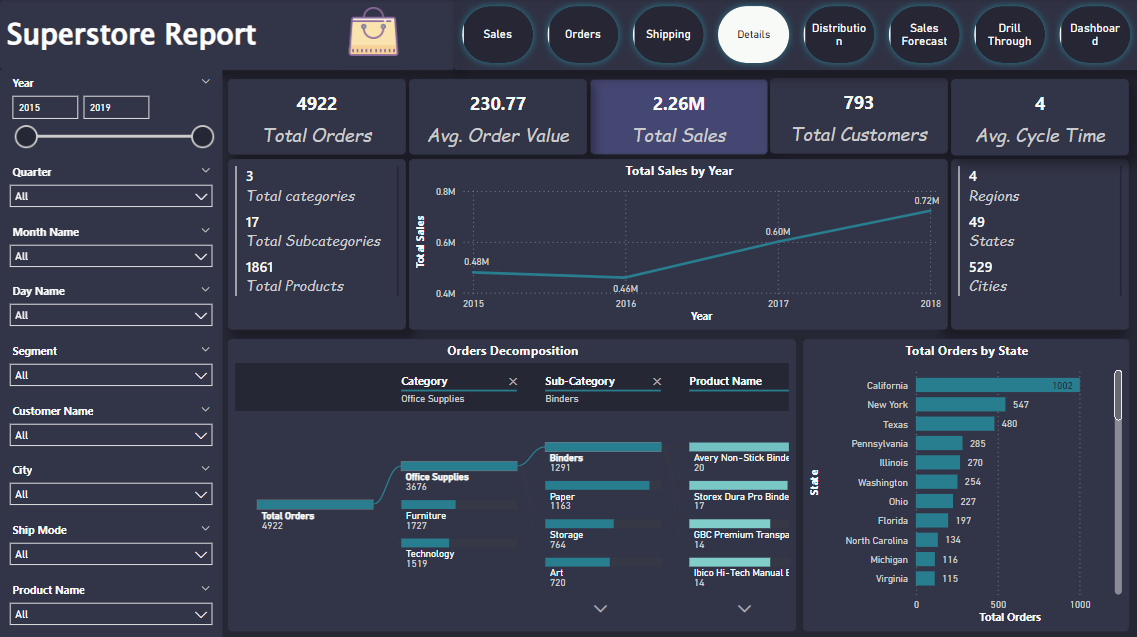 Superstore Report
Sales
Orders
Shipping
Details
Distributio
n
Sales
Forecast
Drill
Through
Dashboar
d
Year
2015
2019
Quarter
All
Month Name
All
Day Name
All
Segment
All
Customer Name
All
City
All
Ship Mode
All
Product Name
All
4922
Total Orders
230.77
Avg. Order Value
2.26M
Total Sales
793
Total Customers
4
Avg. Cycle Time
3
Total categories
17
Total Subcategories
1861
Total Products
Total Sales by Year
Total Sales
0.8M
0.6M
0.4M
0.48M
0.46M
0.60M
0.72M
2015
2016
2017
2018
Year
4
Regions
49
States
529
Cities
Orders Decomposition
Category
Office Supplies
Sub-Category
Binders
Product Name
Total Orders
4922
Office Supplies
3676
Furniture
1727
Technology
1519
Binders
1291
Paper
1163
Storage
764
Art
720
Avery Non-Stick Binde
20
Storex Dura Pro Binde
17
GBC Premium Transpa
14
Ibico Hi-Tech Manual B
14
Total Orders by State
State
California 1002
New York 547
Texas 480
Pennsylvania 285
Illinois 270
Washington 254
Ohio 227
Florida 197
North Carolina 134
Michigan 116
Virginia 115
0 500 1000
Total Orders